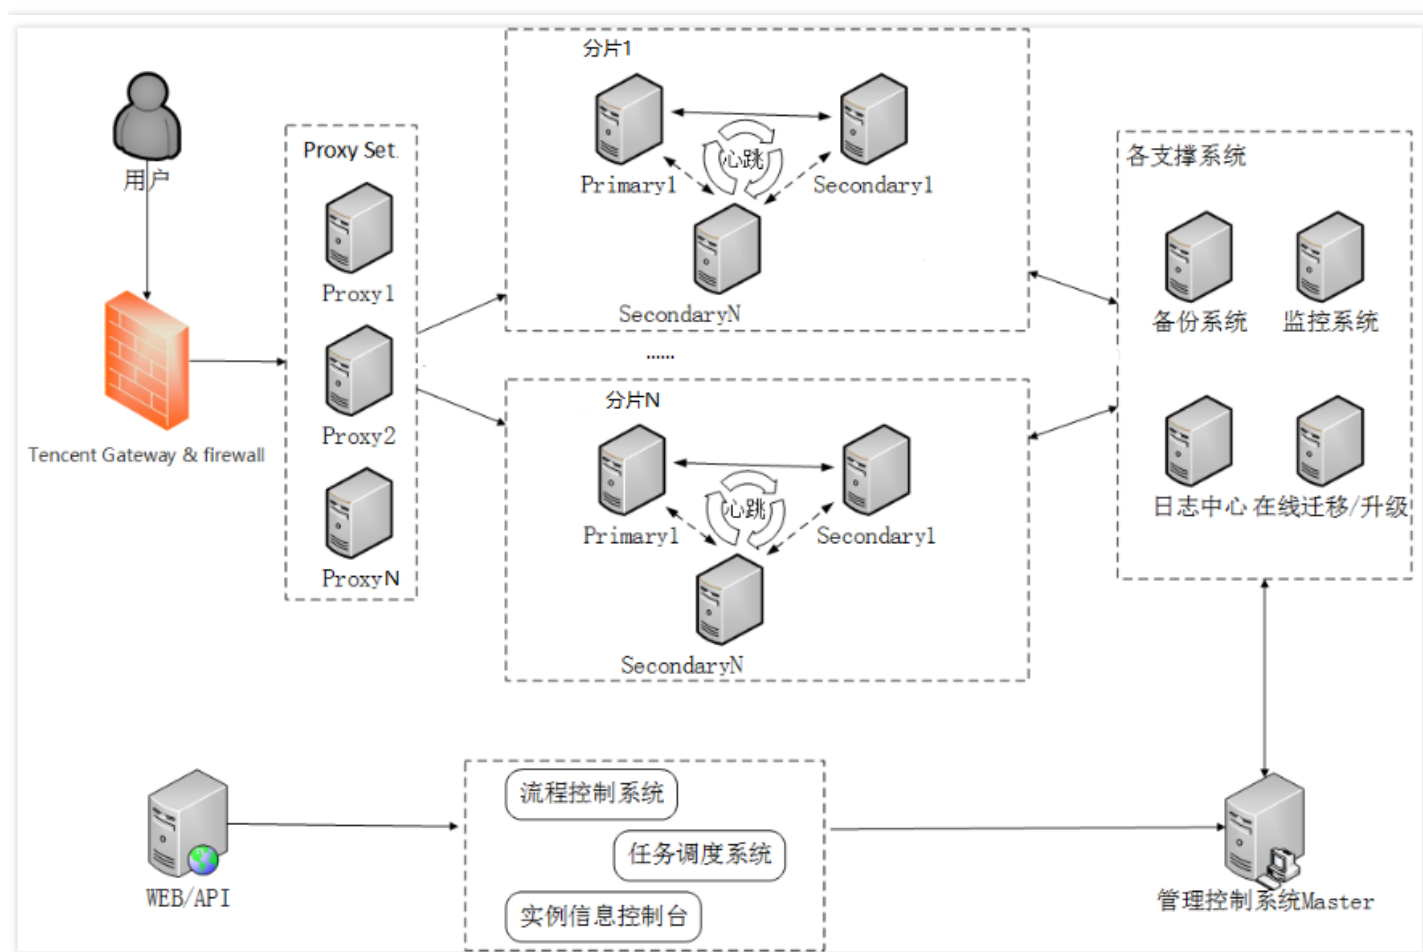 用户
Tencent Gateway & firewall
Proxy Set.
Proxy1
Proxy2
ProxyN
分片1
心跳
Primary1
Secondary1
SecondaryN
......
分片N
心跳
Primary1
Secondary1
SecondaryN
各支撑系统
备份系统
监控系统
日志中心
在线迁移/升级
WEB/API
流程控制系统
任务调度系统
实例信息控制台
管理控制系统Master